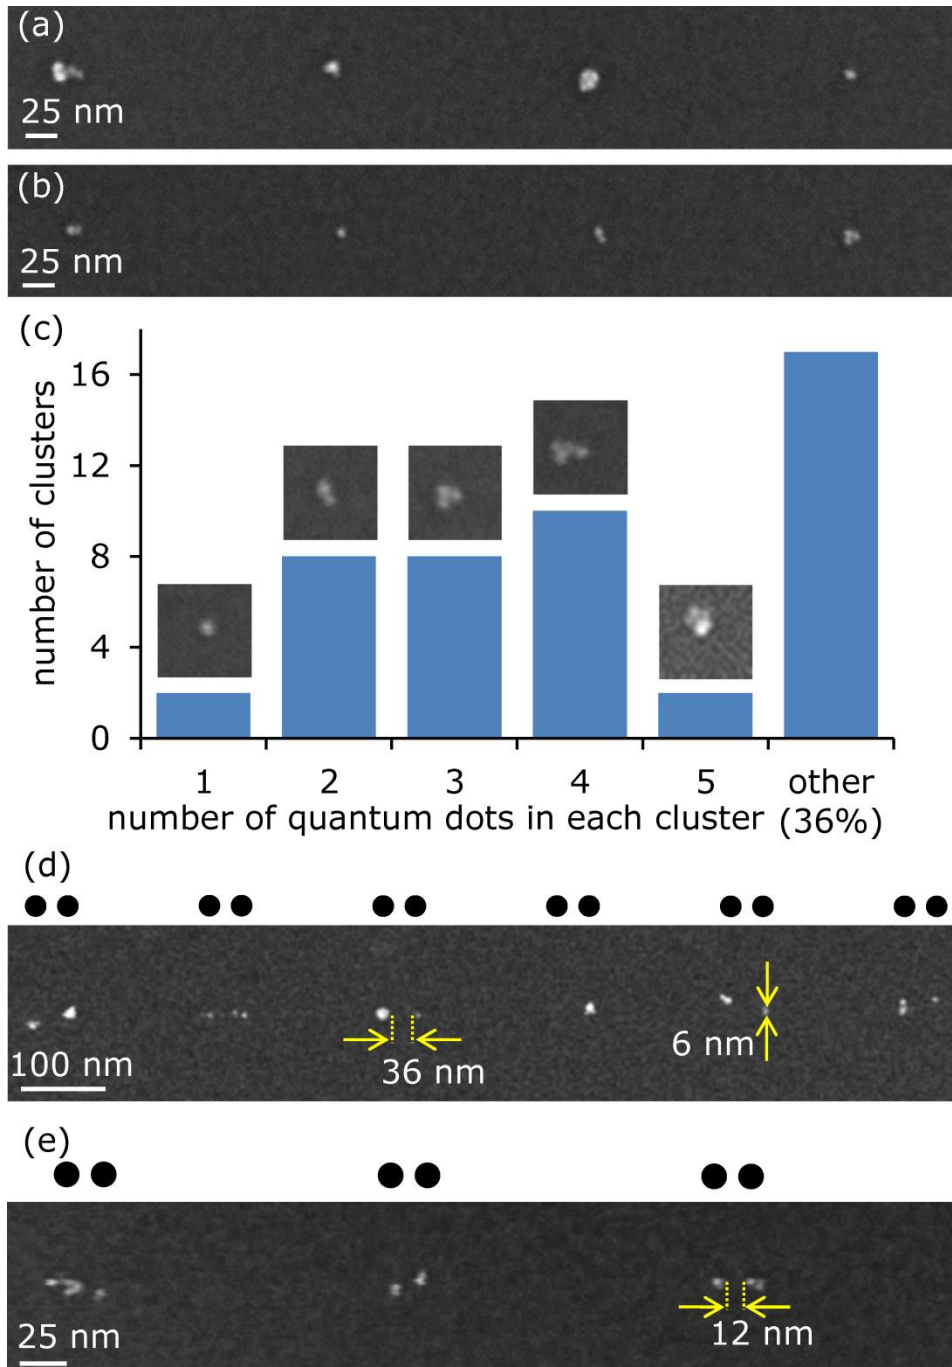 (a)
25 nm
(b)
25 nm
(c)
16
12
8
4
0
number of clusters
1 2 3 4 5 other
number of quantum dots in each cluster (36%)
(d)
100 nm
36 nm
6 nm
(e)
25 nm
12 nm